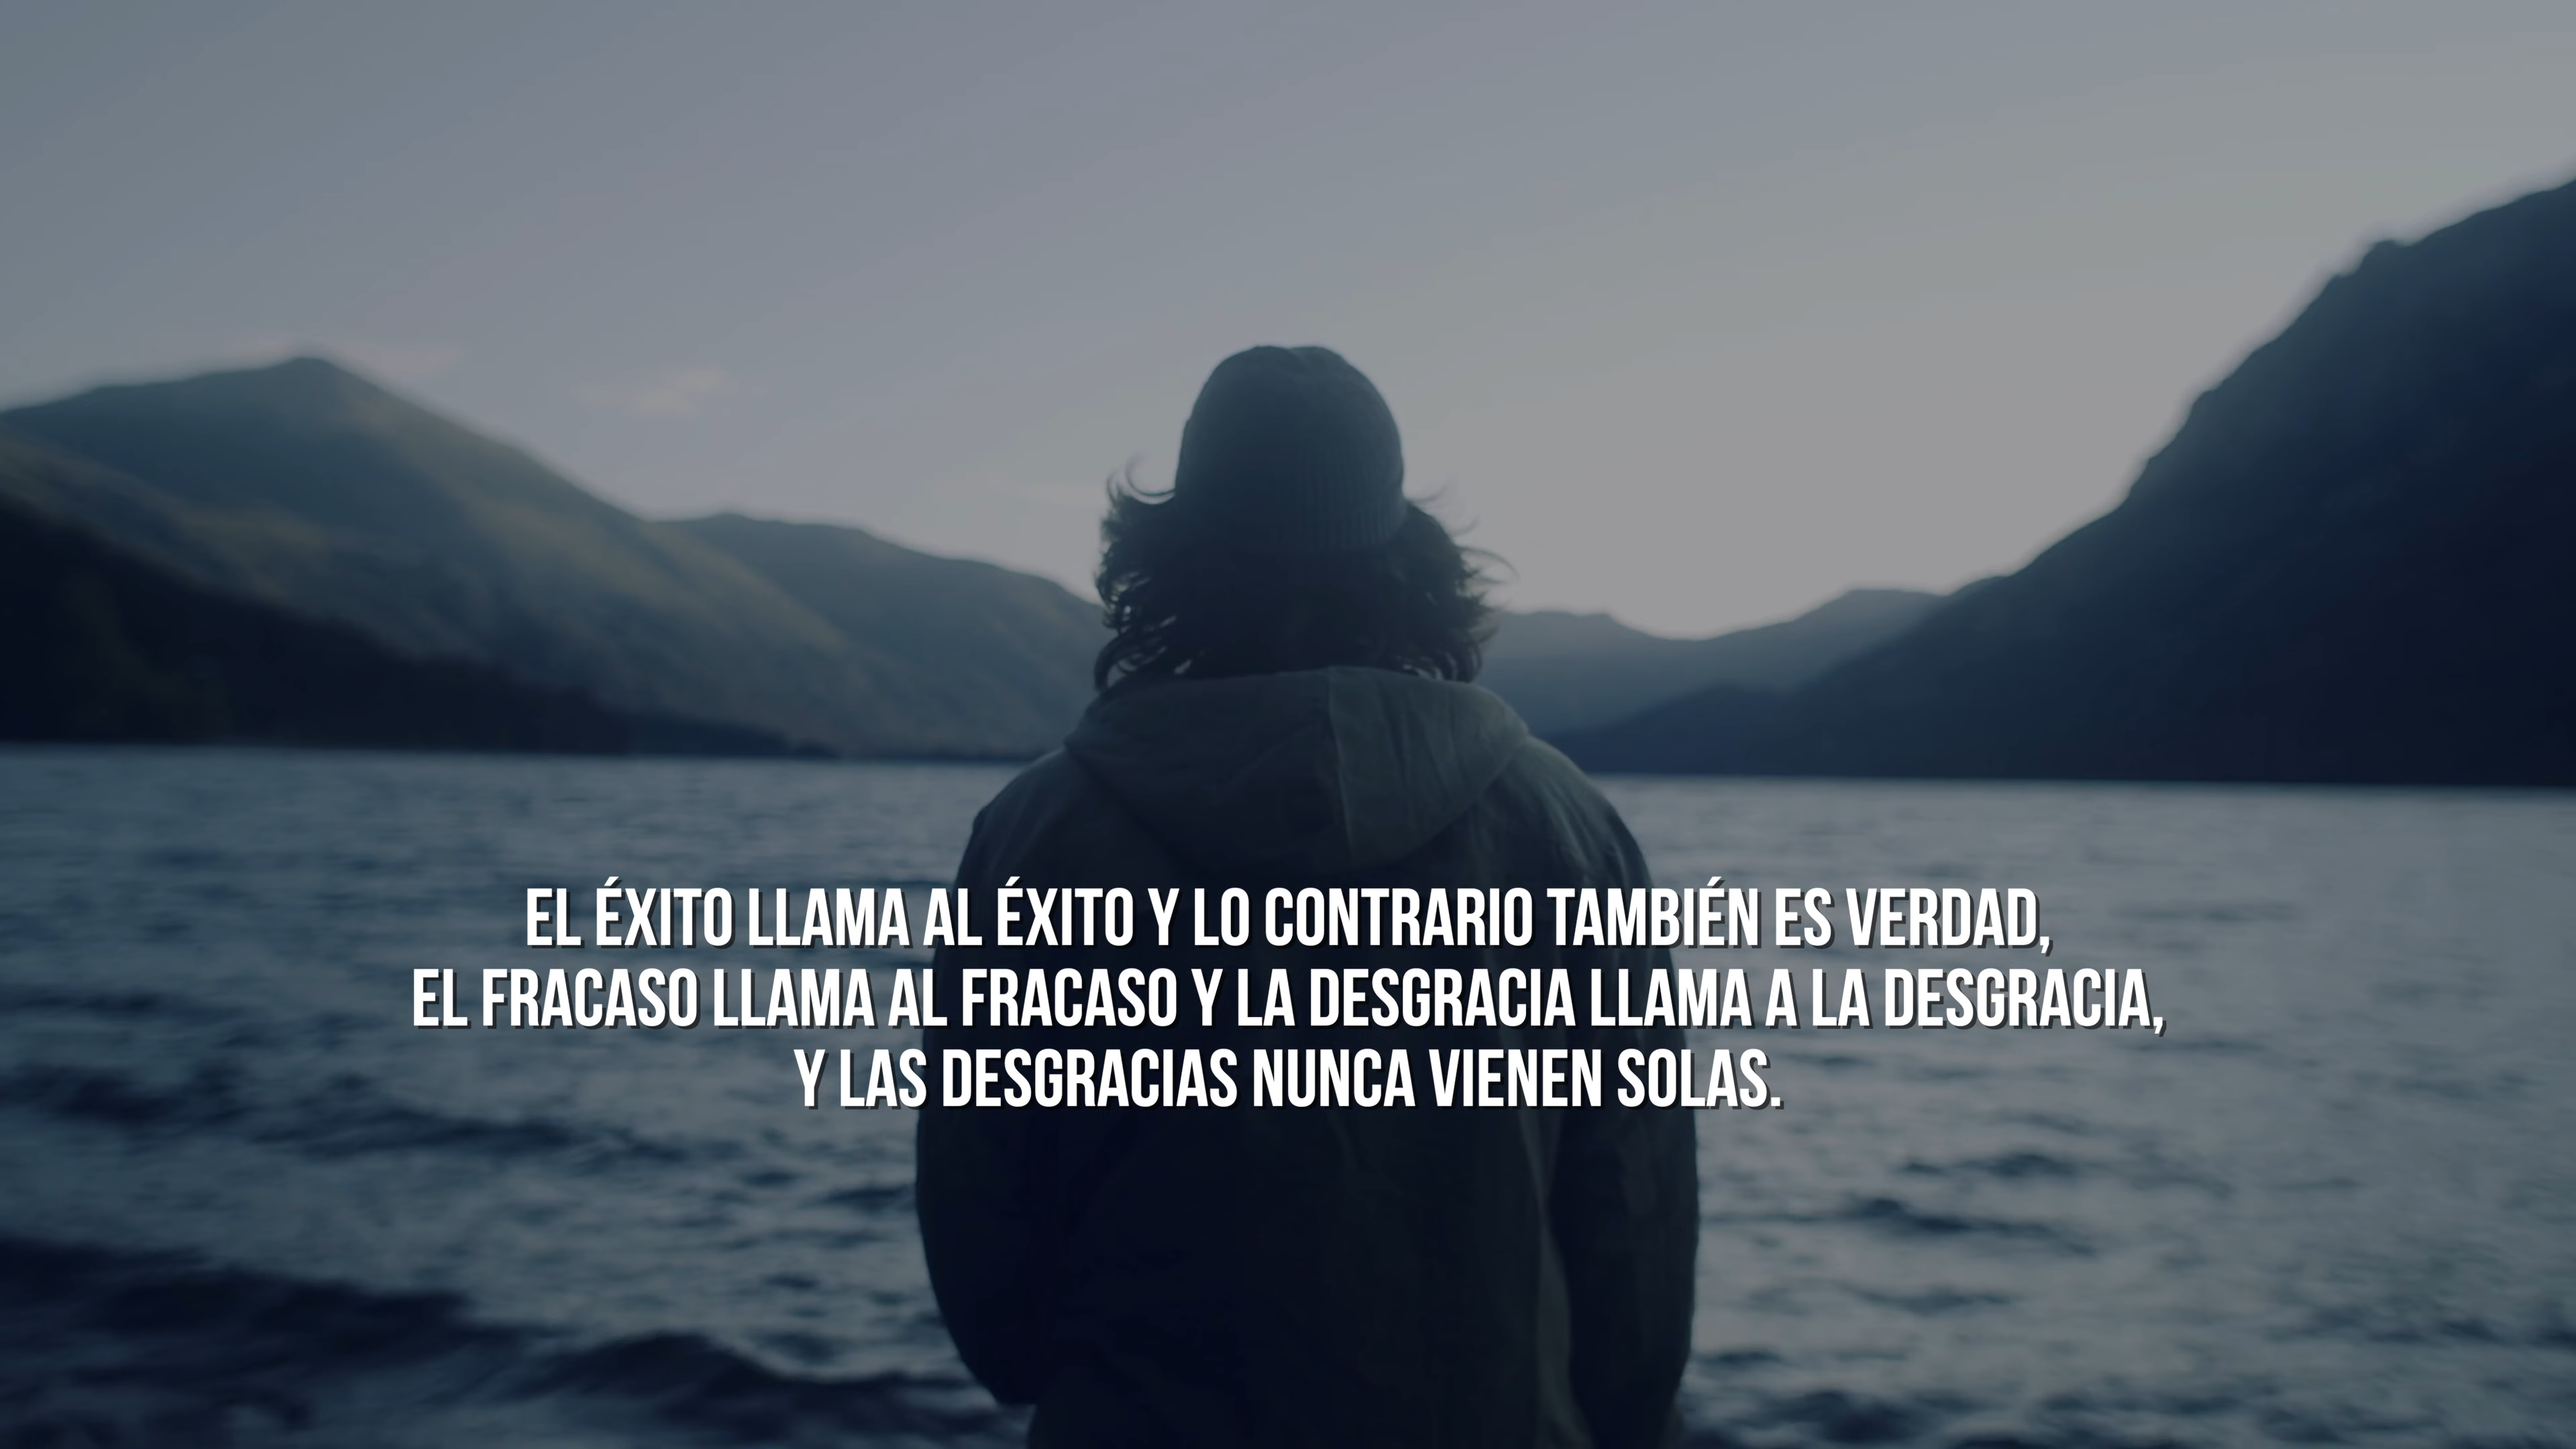 EL ÉXITO LLAMA AL ÉXITO Y LO CONTRARIO TAMBIÉN ES VERDAD,
EL FRACASO LLAMA AL FRACASO Y LA DESGRACIA LLAMA A LA DESGRACIA,
Y LAS DESGRACIAS NUNCA VIENEN SOLAS.